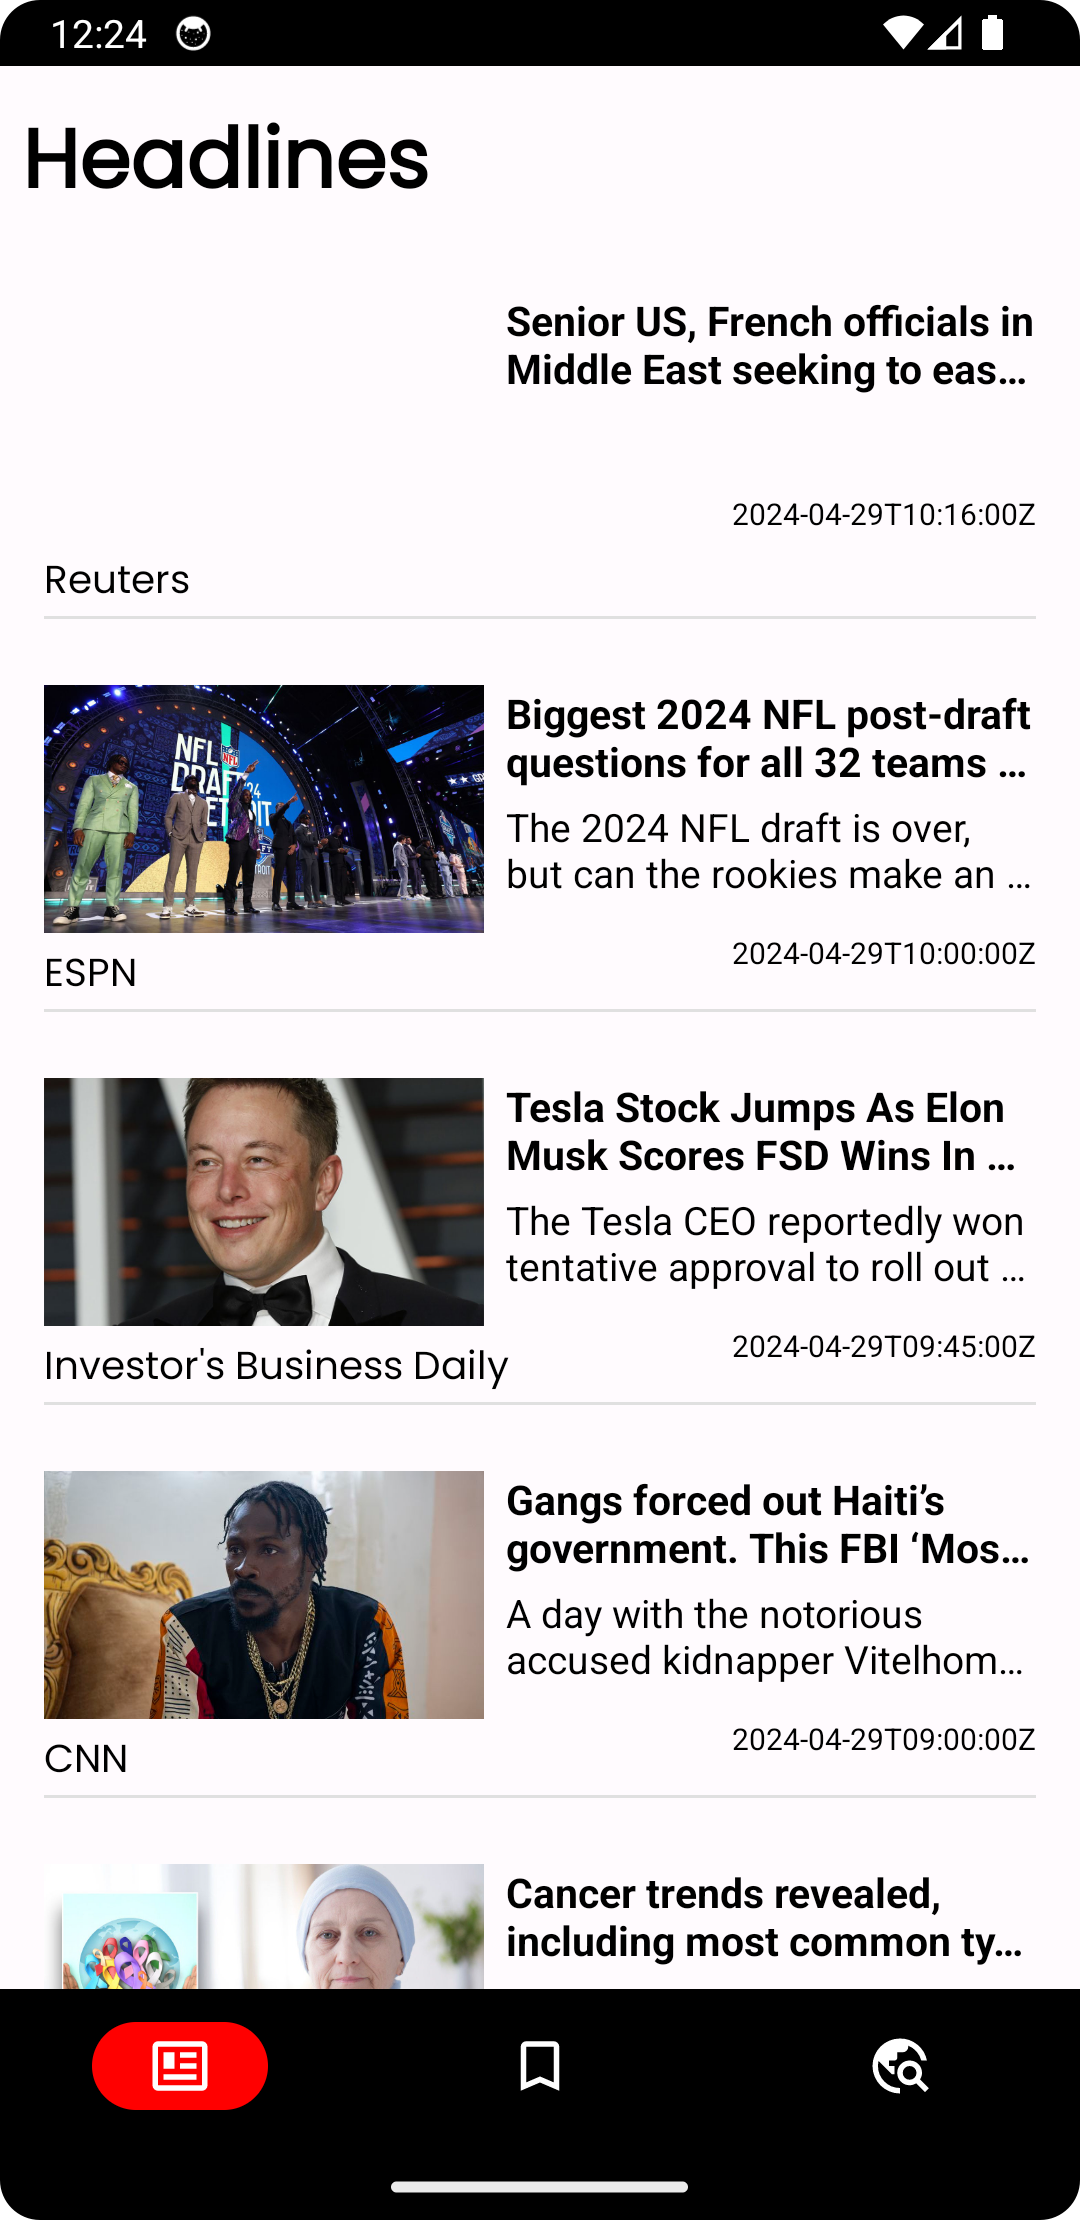 12:24
Headlines
Senior US, French officials in
Middle East seeking to eas...
2024-04-29T10:16:00Z
Reuters
NFL
NFL
DRAFT 24
DETROIT
Biggest 2024 NFL post-draft
questions for all 32 teams ...
The 2024 NFL draft is over,
but can the rookies make an ...
2024-04-29T10:00:00Z
ESPN
Tesla Stock Jumps As Elon
Musk Scores FSD Wins In ...
The Tesla CEO reportedly won
tentative approval to roll out ...
2024-04-29T09:45:00Z
Investor's Business Daily
Gangs forced out Haiti’s
government. This FBI ‘Mos...
A day with the notorious
accused kidnapper Vitelhom...
2024-04-29T09:00:00Z
CNN
Cancer trends revealed,
including most common ty...